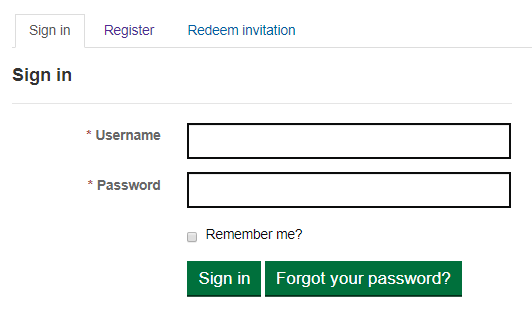 Sign in Register Redeem invitation
Sign in
* Username
* Password
Remember me?
Sign in Forgot your password?